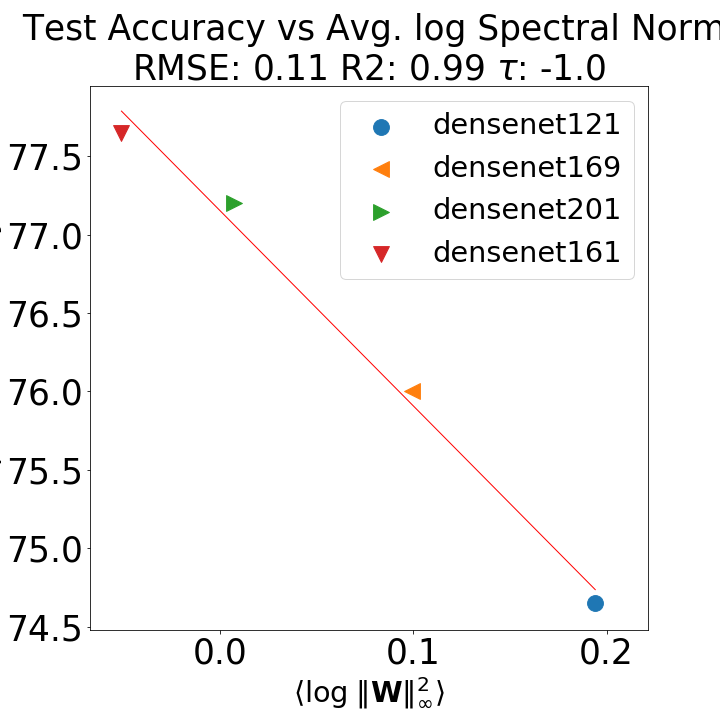 Test Accuracy vs Avg. log Spectral Norm
RMSE: 0.11 R2: 0.99 τ: -1.0
densenet121
densenet169
densenet201
densenet161
77.5
77.0
76.5
76.0
75.5
75.0
74.5
0.0 0.1 0.2
⟨log ‖𝐖‖²∞⟩